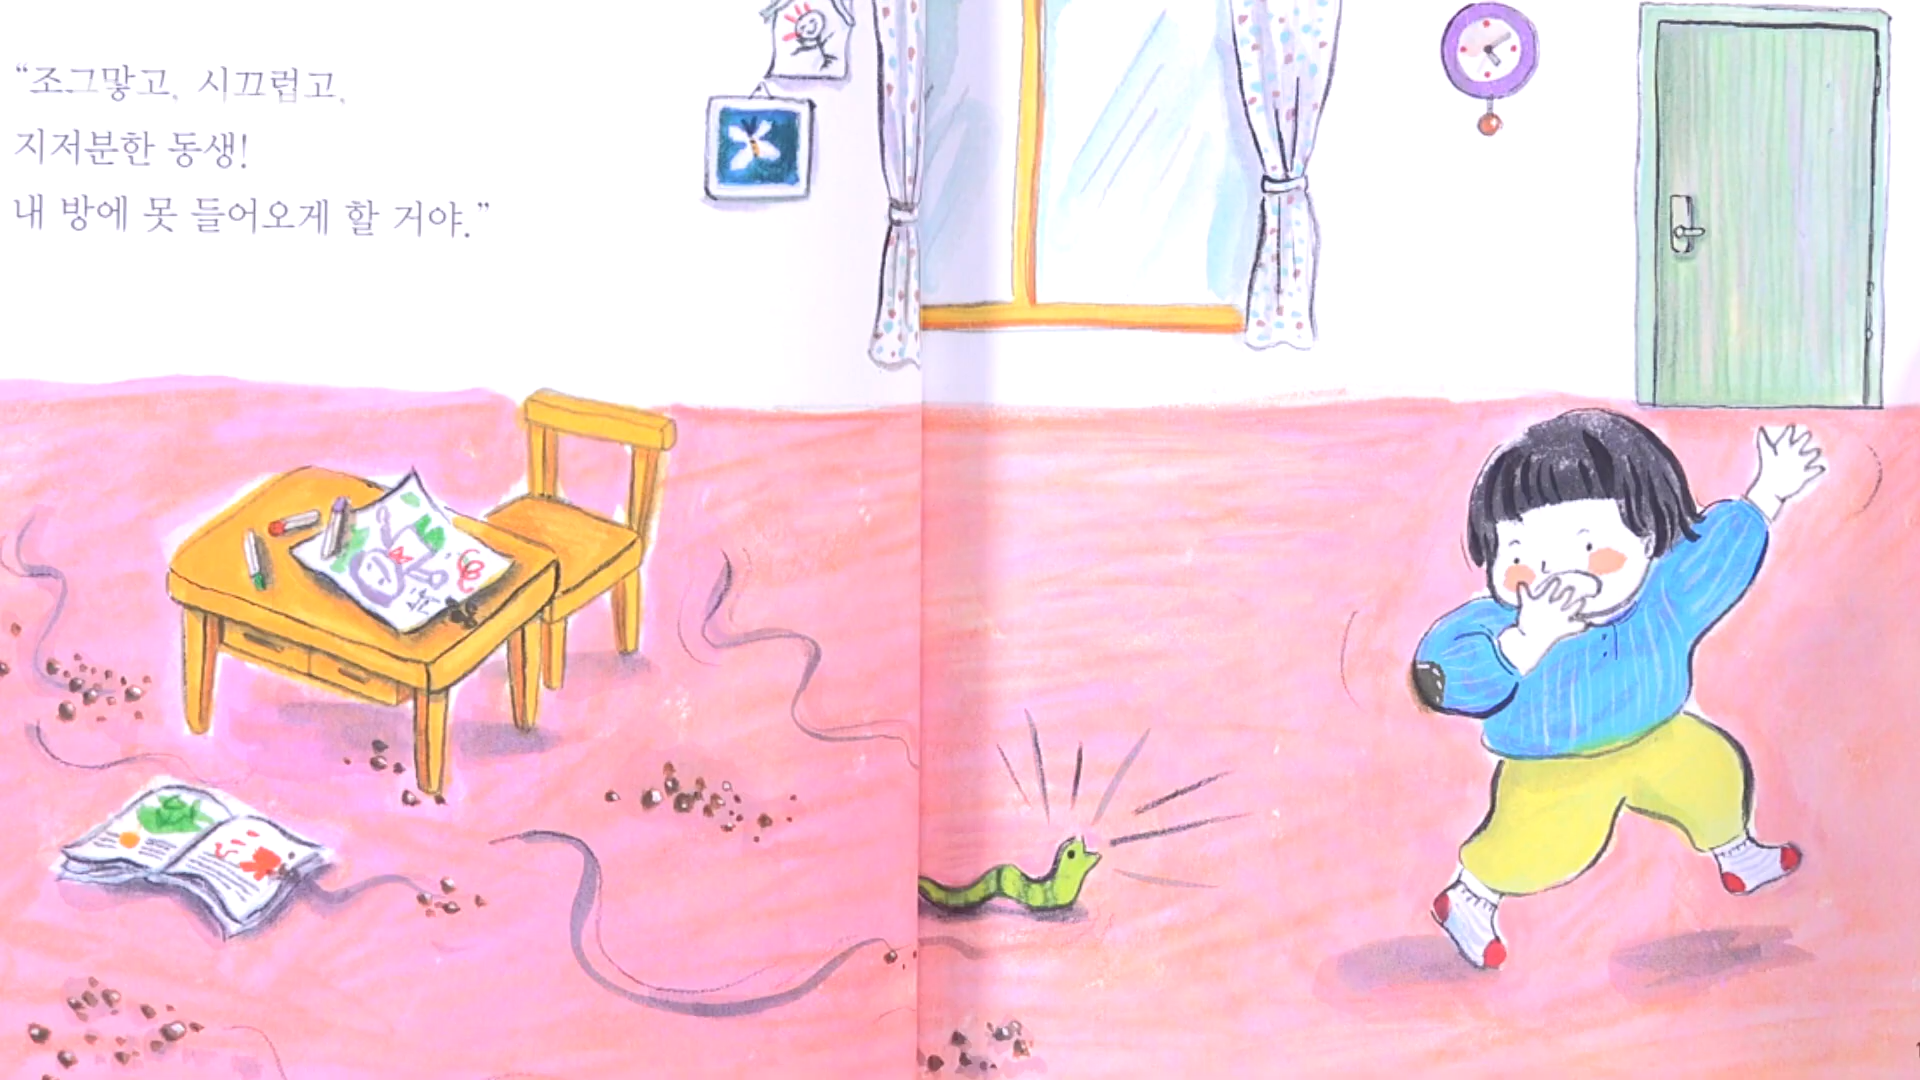 “조그맣고, 시끄럽고,
지저분한 동생!
내 방에 못 들어오게 할 거야.”